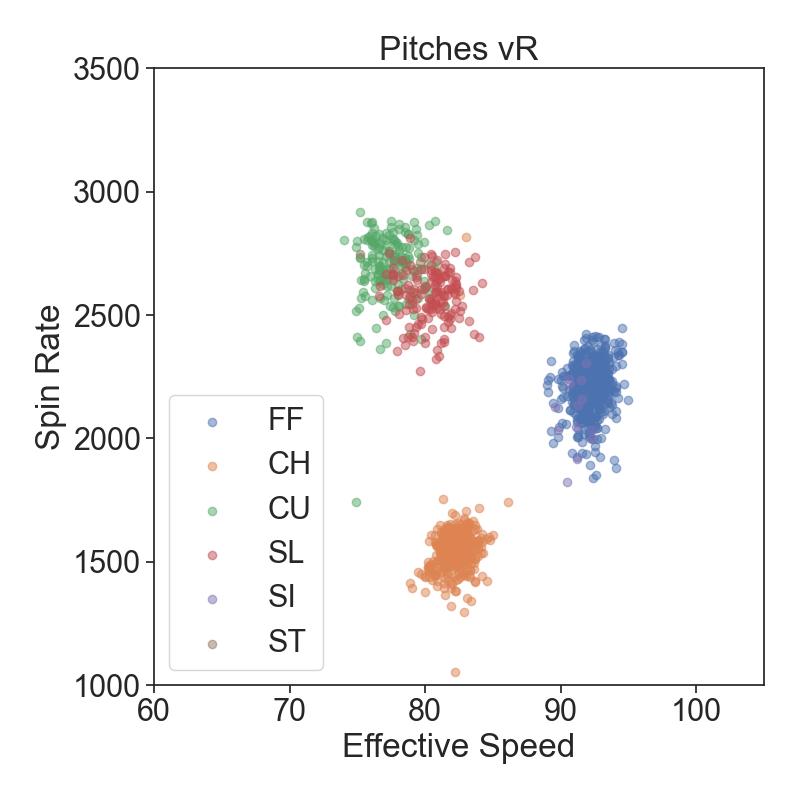 Pitches vR
3500
3000
2500
2000
1500
1000
Spin Rate
FF
CH
CU
SL
SI
ST
60
70
80
90
100
Effective Speed